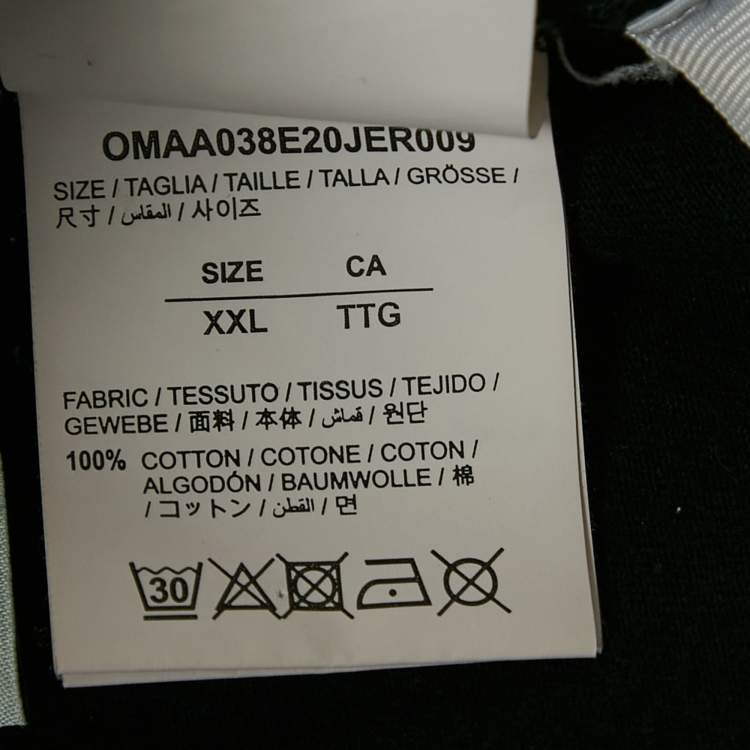 OMAA038E20JER009
SIZE / TAGLIA / TAILLE / TALLA / GRÖSSE /
尺寸 / المقاس / 사이즈
SIZE CA
XXL TTG
FABRIC / TESSUTO / TISSUS / TEJIDO /
GEWEBE / 面料 / 本体 / قماش / 원단
100% COTTON / COTONE / COTON /
ALGODÓN / BAUMWOLLE / 棉
/ コットン / القطن / 면
30